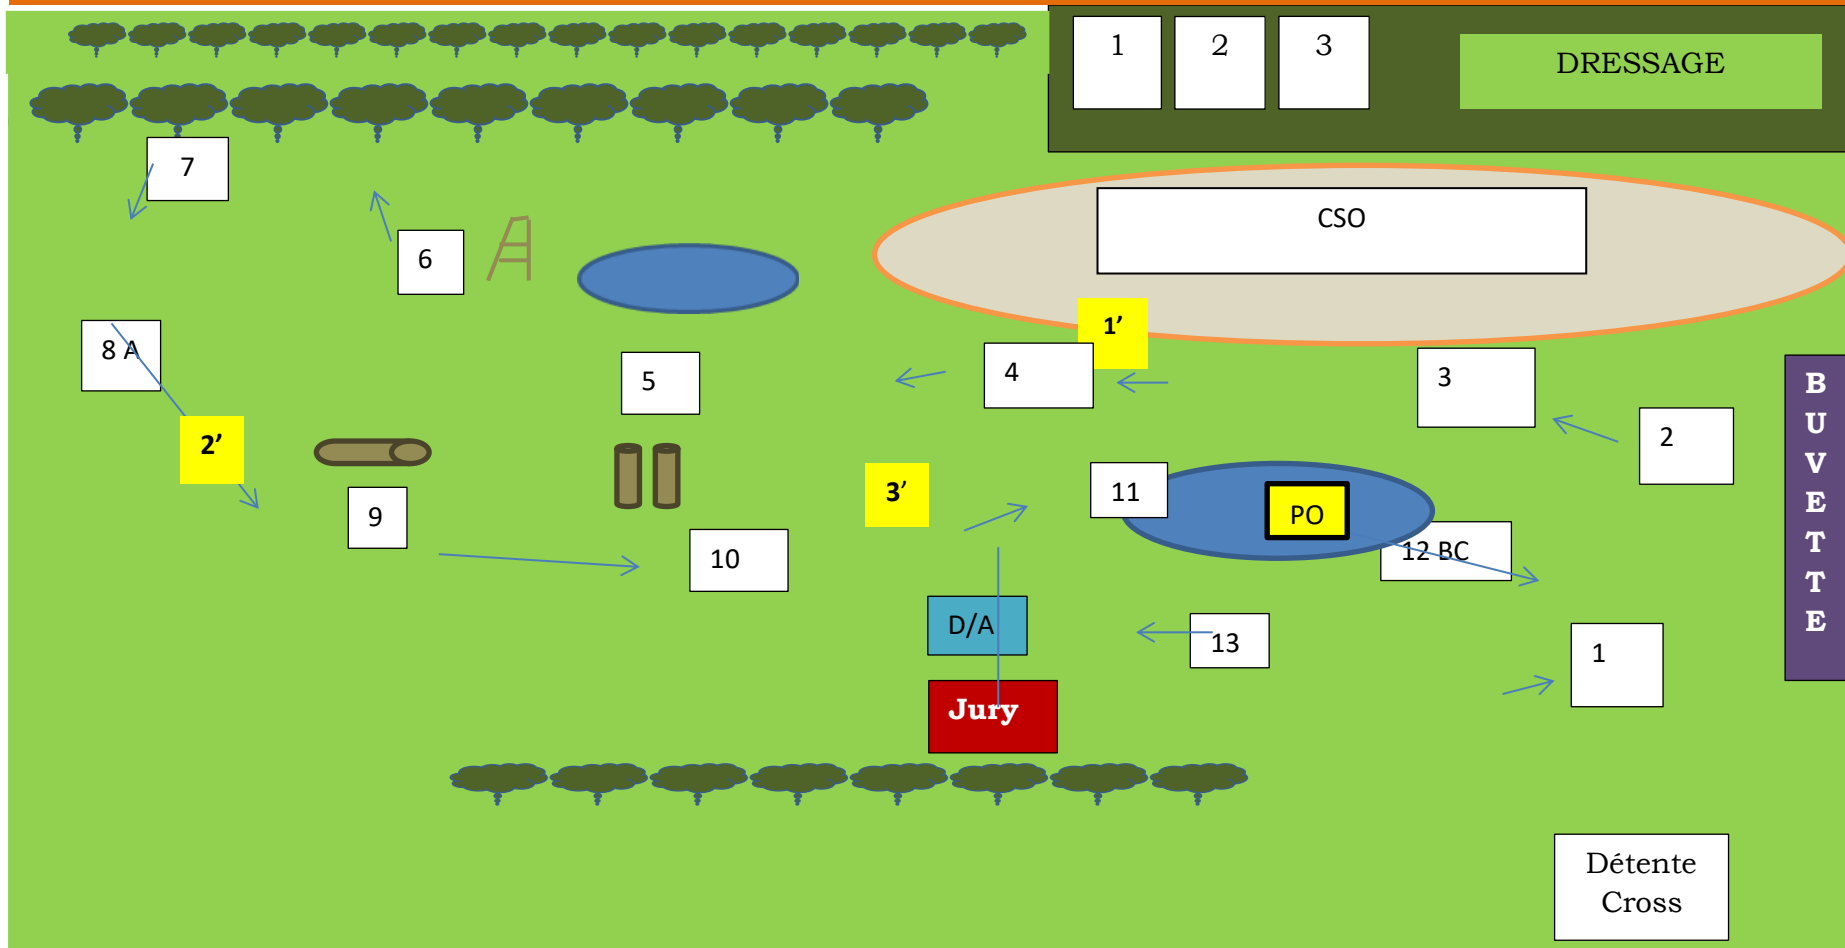 1
2
3
DRESSAGE
7
CSO
6
1’
8 A
5
4
3
B
U
V
E
T
T
E
2’
2
9
3’
11
PO
10
12 BC
D/A
13
1
Jury
Détente
Cross